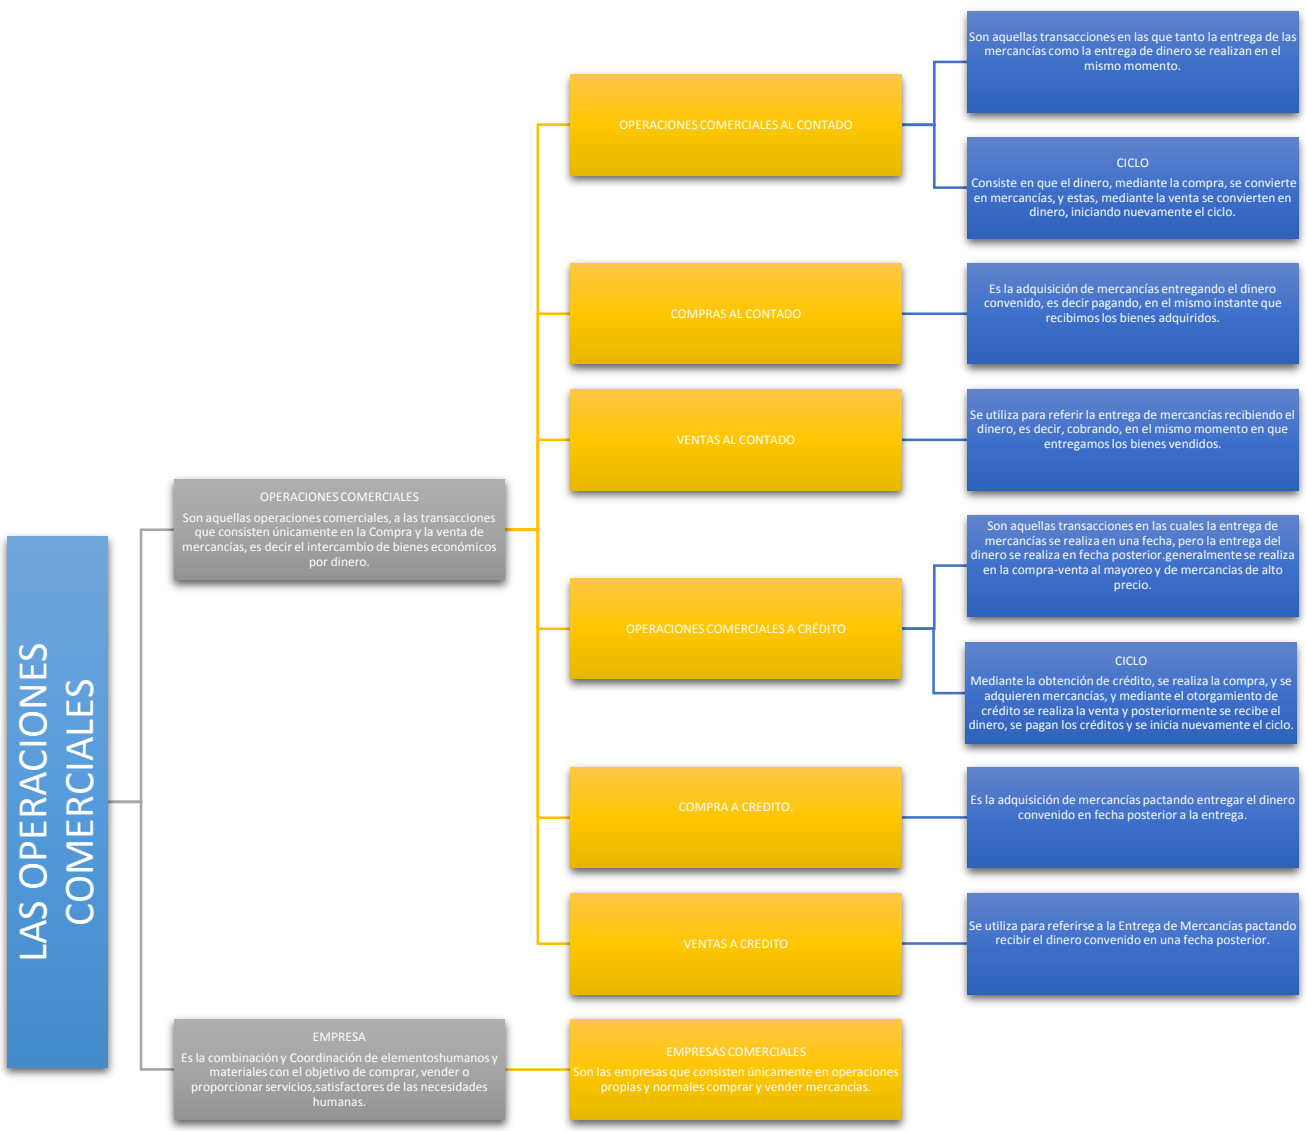 LAS OPERACIONES
COMERCIALES
OPERACIONES COMERCIALES
Son aquellas operaciones comerciales, a las transacciones
que consisten únicamente en la Compra y la venta de
mercancías, es decir el intercambio de bienes económicos
por dinero.
OPERACIONES COMERCIALES AL CONTADO
Son aquellas transacciones en las que tanto la entrega de las
mercancías como la entrega de dinero se realizan en el
mismo momento.
CICLO
Consiste en que el dinero, mediante la compra, se convierte
en mercancías, y estas, mediante la venta se convierten en
dinero, iniciando nuevamente el ciclo.
COMPRAS AL CONTADO
Es la adquisición de mercancías entregando el dinero
convenido, es decir pagando, en el mismo instante que
recibimos los bienes adquiridos.
VENTAS AL CONTADO
Se utiliza para referir la entrega de mercancías recibiendo el
dinero, es decir, cobrando, en el mismo momento en que
entregamos los bienes vendidos.
OPERACIONES COMERCIALES A CRÉDITO
Son aquellas transacciones en las cuales la entrega de
mercancías se realiza en una fecha, pero la entrega del
dinero se realiza en fecha posterior.generalmente se realiza
en la compra-venta al mayoreo y de mercancias de alto
precio.
CICLO
Mediante la obtención de crédito, se realiza la compra, y se
adquieren mercancías, y mediante el otorgamiento de
crédito se realiza la venta y posteriormente se recibe el
dinero, se pagan los créditos y se inicia nuevamente el ciclo.
COMPRA A CREDITO.
Es la adquisición de mercancías pactando entregar el dinero
convenido en fecha posterior a la entrega.
VENTAS A CREDITO
Se utiliza para referirse a la Entrega de Mercancías pactando
recibir el dinero convenido en una fecha posterior.
EMPRESA
Es la combinación y Coordinación de elementoshumanos y
materiales con el objetivo de comprar, vender o
proporcionar servicios,satisfactores de las necesidades
humanas.
EMPRESAS COMERCIALES
Son las empresas que consisten únicamente en operaciones
propias y normales comprar y vender mercancías.